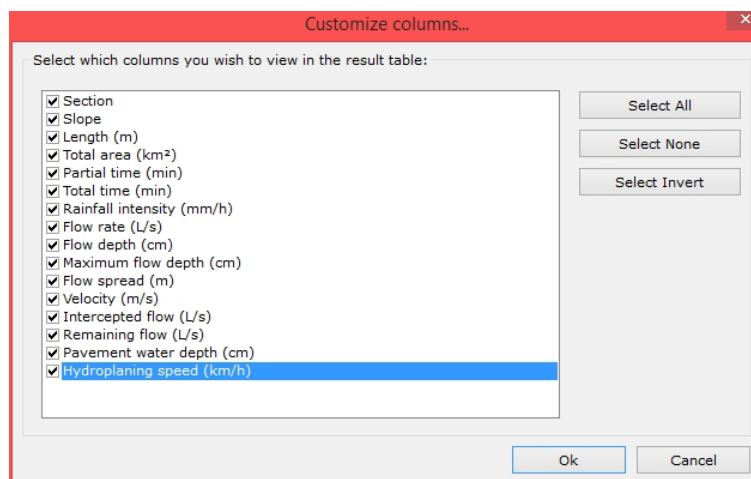 Customize columns...
Select which columns you wish to view in the result table:
Section
Slope
Length (m)
Total area (km²)
Partial time (min)
Total time (min)
Rainfall intensity (mm/h)
Flow rate (L/s)
Flow depth (cm)
Maximum flow depth (cm)
Flow spread (m)
Velocity (m/s)
Intercepted flow (L/s)
Remaining flow (L/s)
Pavement water depth (cm)
Hydroplaning speed (km/h)
Select All
Select None
Select Invert
Ok
Cancel